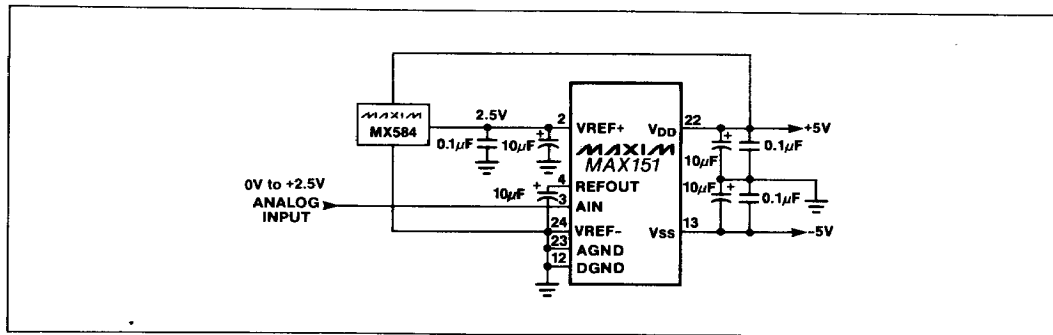 MAXIM
MX584
2.5V
0.1µF
10µF
+
0V to +2.5V
ANALOG
INPUT
10µF
+
2
4
3
24
23
12
VREF+
MAXIM
MAX151
REFOUT
AIN
VREF-
AGND
DGND
VDD
VSS
22
13
+5V
+
10µF
0.1µF
10µF
+
0.1µF
-5V